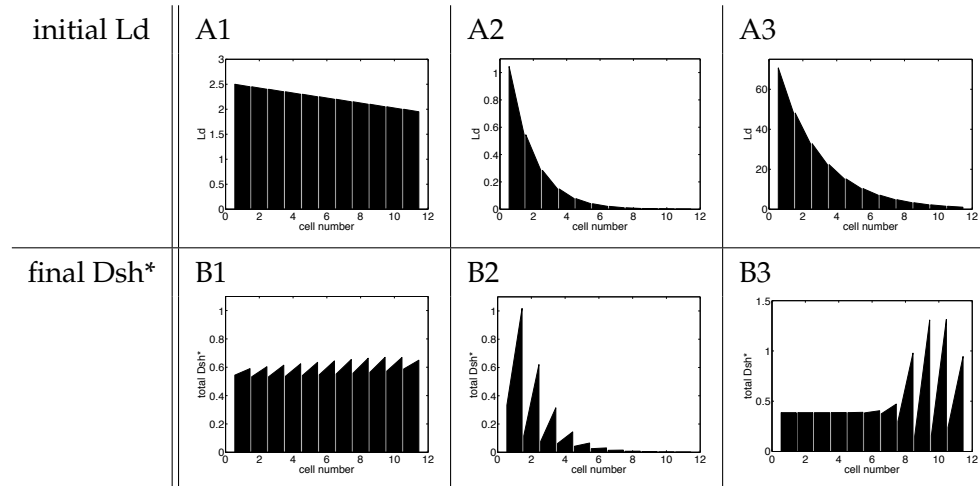 initial Ld
A1
A2
A3
3
2.5
2
1.5
1
0.5
0
Ld
0 2 4 6 8 10 12
cell number
1
0.8
0.6
0.4
0.2
0
Ld
0 2 4 6 8 10 12
cell number
60
40
20
0
Ld
0 2 4 6 8 10 12
cell number
final Dsh*
B1
B2
B3
1
0.8
0.6
0.4
0.2
0
total Dsh*
0 2 4 6 8 10 12
cell number
1
0.8
0.6
0.4
0.2
0
total Dsh*
0 2 4 6 8 10 12
cell number
1.5
1
0.5
0
total Dsh*
0 2 4 6 8 10 12
cell number